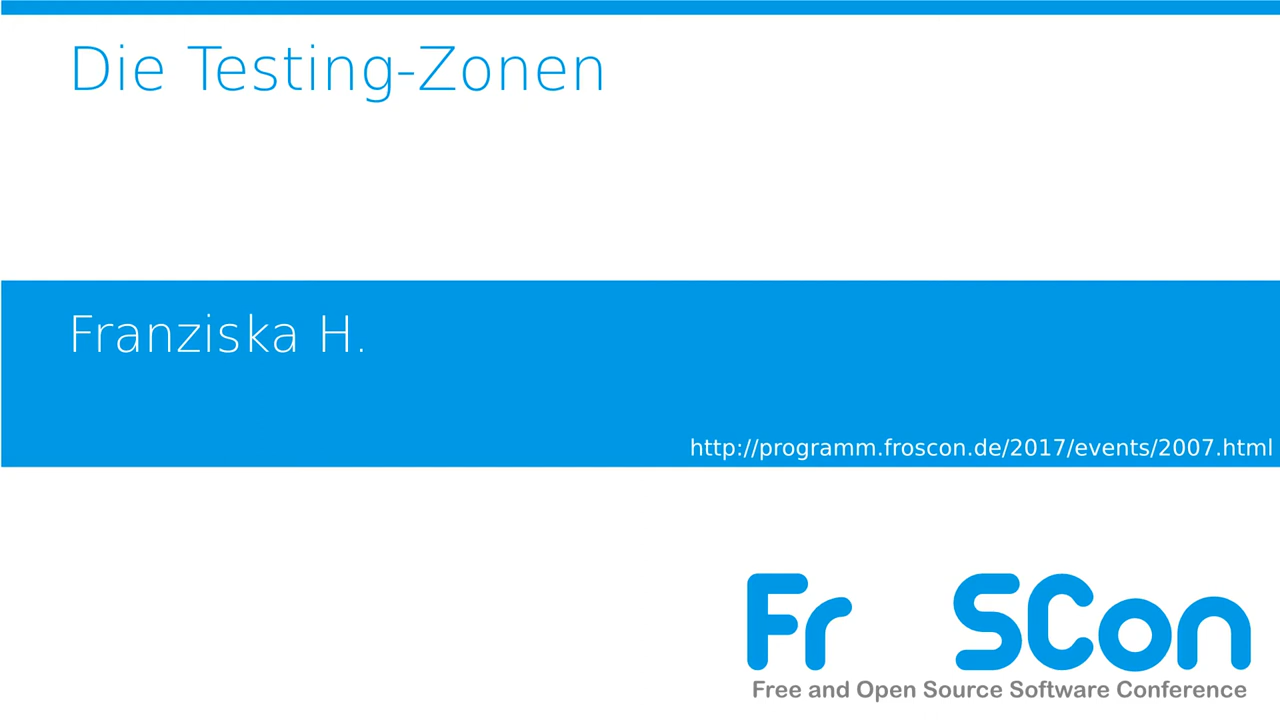 Die Testing-Zonen
Franziska H.
http://programm.froscon.de/2017/events/2007.html
Fr SCon
Free and Open Source Software Conference